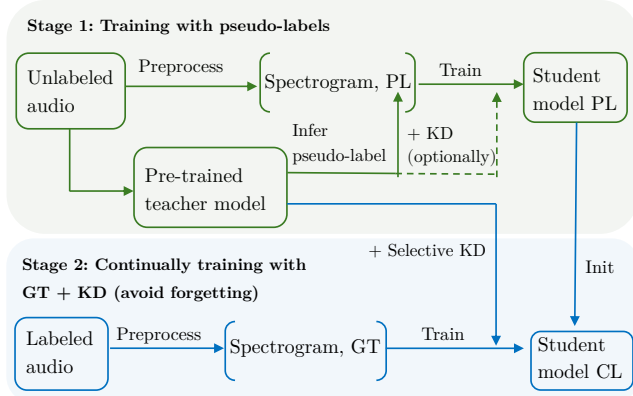 Stage 1: Training with pseudo-labels
Unlabeled
audio
Preprocess
Spectrogram, PL
Train
Student
model PL
Infer
pseudo-label
+ KD
(optionally)
Pre-trained
teacher model
+ Selective KD
Init
Stage 2: Continually training with
GT + KD (avoid forgetting)
Labeled
audio
Preprocess
Spectrogram, GT
Train
Student
model CL